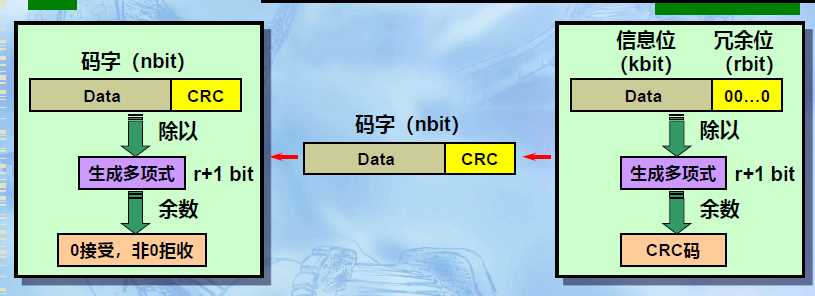 码字（nbit）
Data CRC
除以
生成多项式 r+1 bit
余数
0接受，非0拒收
码字（nbit）
Data CRC
信息位 冗余位
（kbit） （rbit）
Data 00…0
除以
生成多项式 r+1 bit
余数
CRC码